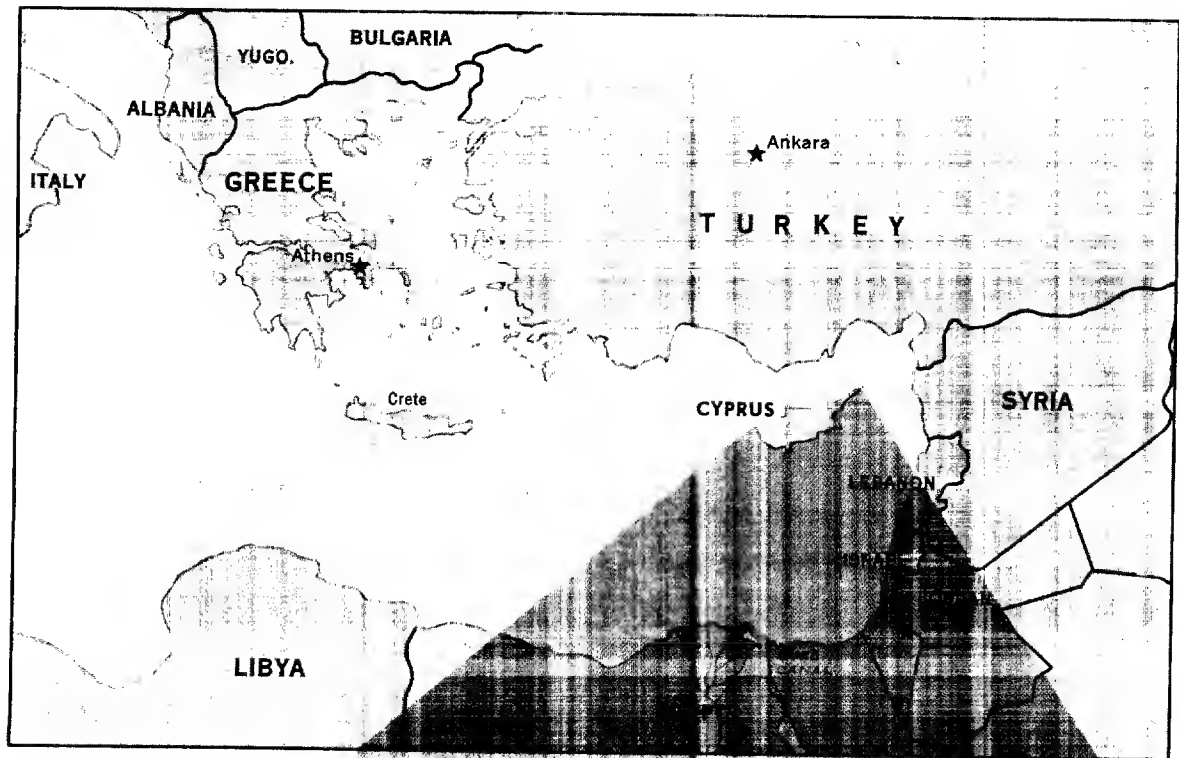 BULGARIA
YUGO.
ALBANIA
Ankara
ITALY
GREECE
TURKEY
Athens
Crete
CYPRUS
SYRIA
LEBANON
LIBYA